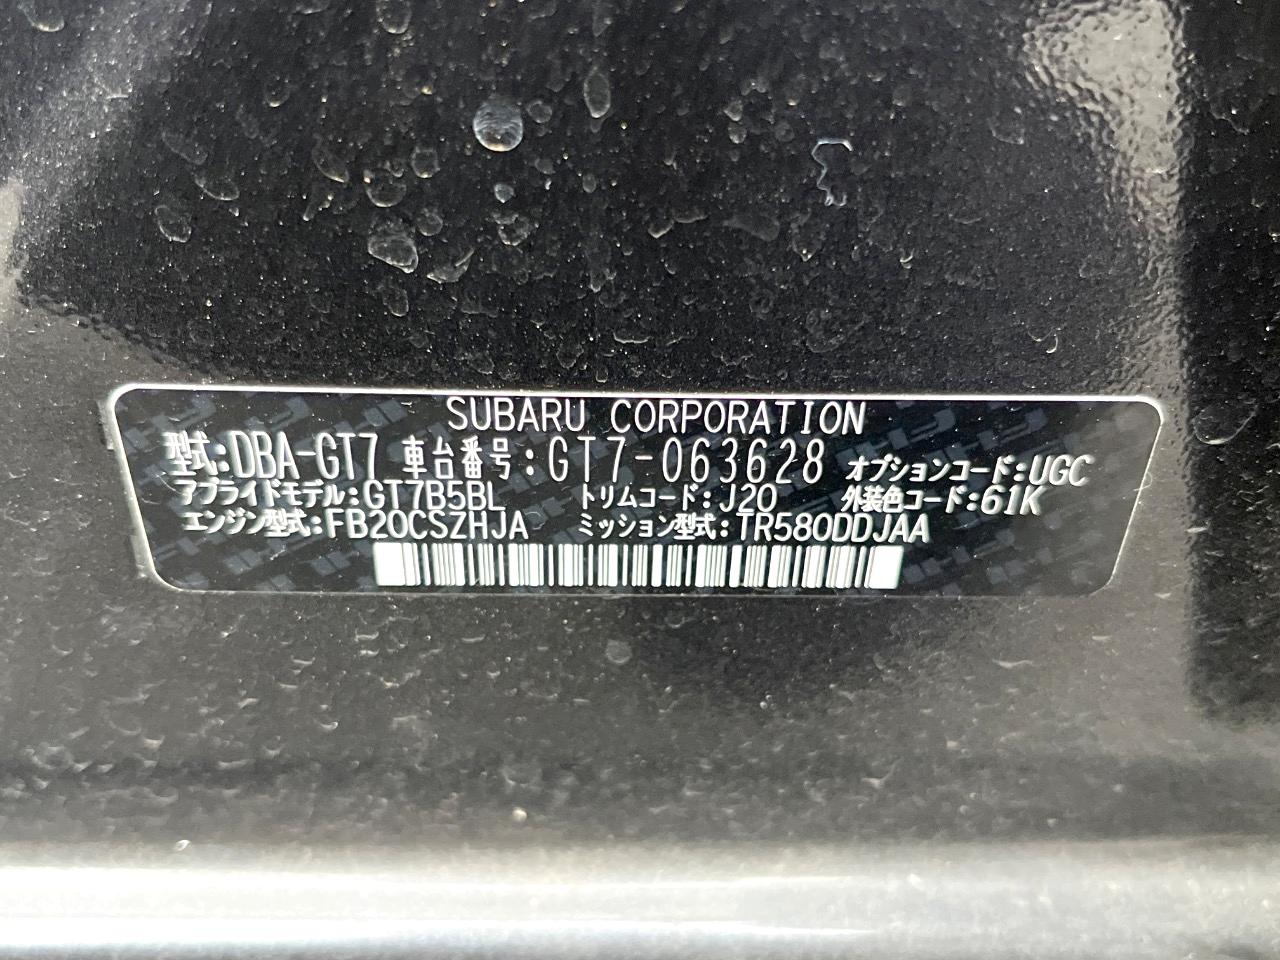 SUBARU CORPORATION
型式:DBA-GT7 車台番号:GT7-063628 オプションコード:UGC
アプライドモデル:GT7B5BL トリムコード:J20 外装色コード:61K
エンジン型式:FB20CSZHJA ミッション型式:TR580DDJAA